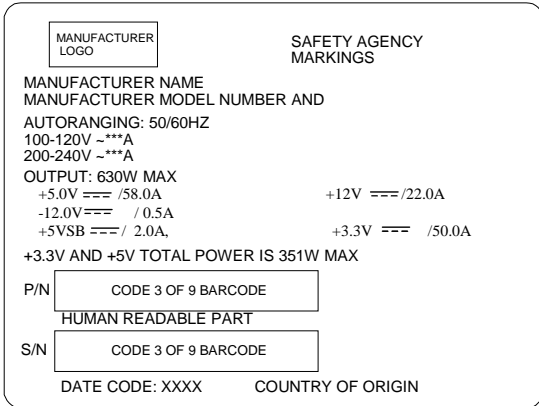 MANUFACTURER
LOGO
SAFETY AGENCY
MARKINGS
MANUFACTURER NAME
MANUFACTURER MODEL NUMBER AND
AUTORANGING: 50/60HZ
100-120V ~***A
200-240V ~***A
OUTPUT: 630W MAX
+5.0V ⎓ /58.0A +12V ⎓ /22.0A
-12.0V ⎓ / 0.5A
+5VSB ⎓ / 2.0A, +3.3V ⎓ /50.0A
+3.3V AND +5V TOTAL POWER IS 351W MAX
P/N CODE 3 OF 9 BARCODE
HUMAN READABLE PART
S/N CODE 3 OF 9 BARCODE
DATE CODE: XXXX COUNTRY OF ORIGIN